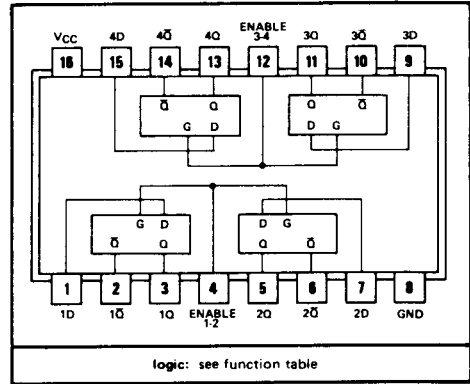 ENABLE
VCC 4D 4Q̅ 4Q 3-4 3Q 3Q̅ 3D
16 15 14 13 12 11 10 9
Q̅ Q Q Q̅
G D D G
G D D G
Q̅ Q Q Q̅
1 2 3 4 5 6 7 8
1D 1Q̅ 1Q ENABLE 2Q 2Q̅ 2D GND
1-2
logic: see function table